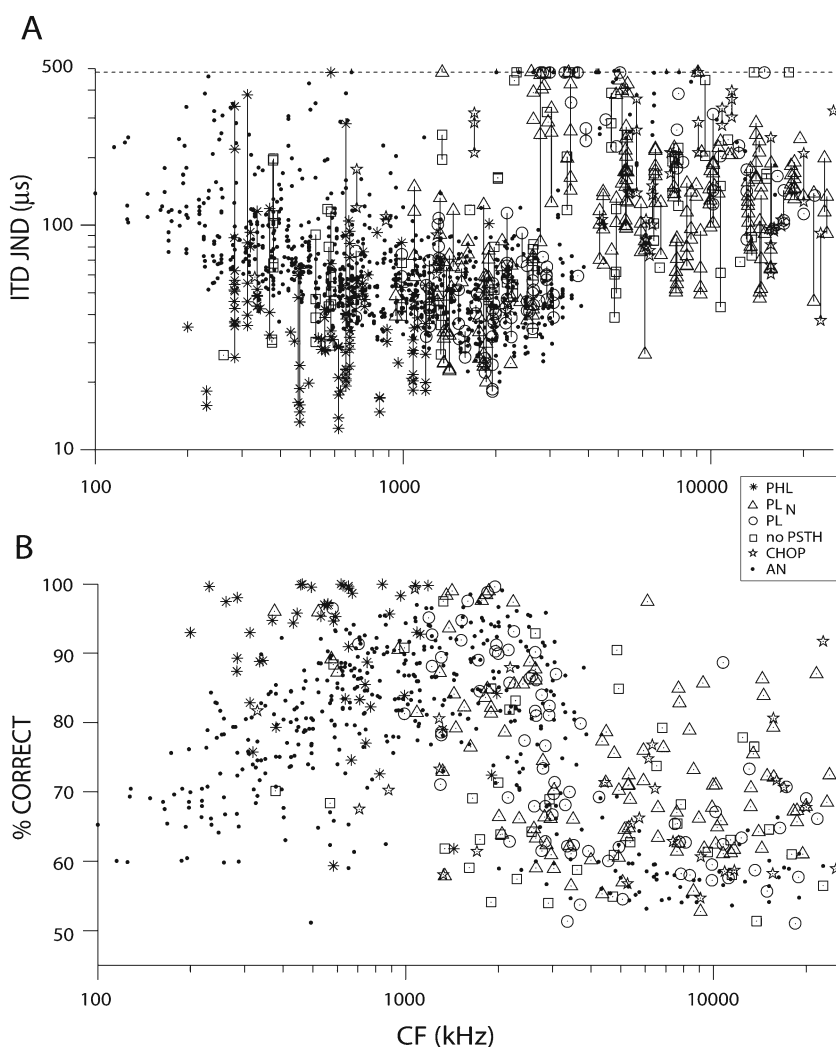 A
500
100
10
ITD JND (µs)
100 1000 10000
PHL
PL N
PL
no PSTH
CHOP
AN
B
100
90
80
70
60
50
% CORRECT
100 1000 10000
CF (kHz)